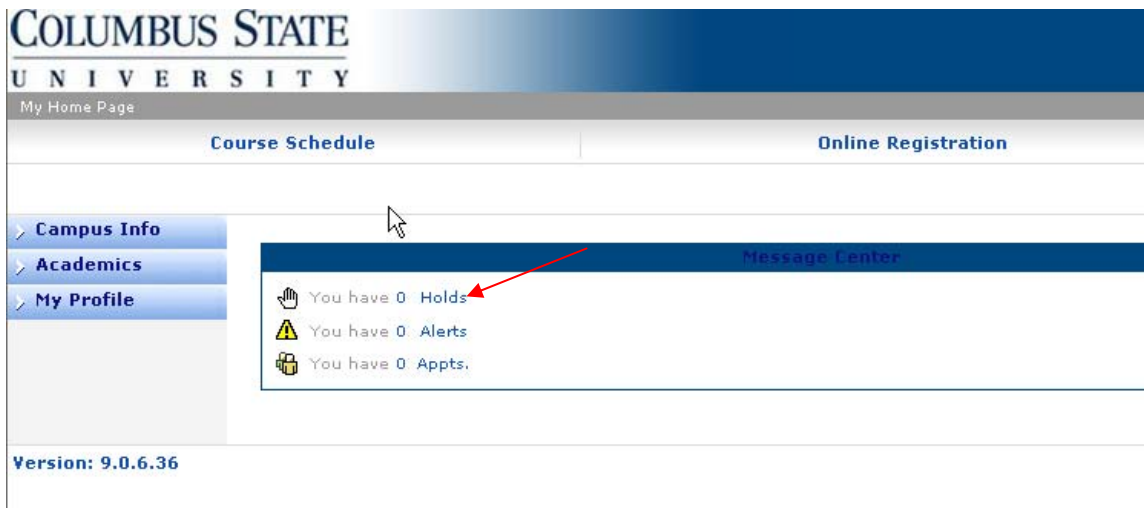 COLUMBUS STATE
UNIVERSITY
My Home Page
Course Schedule Online Registration
Campus Info
Academics
My Profile
Message Center
You have 0 Holds
You have 0 Alerts
You have 0 Appts.
Version: 9.0.6.36